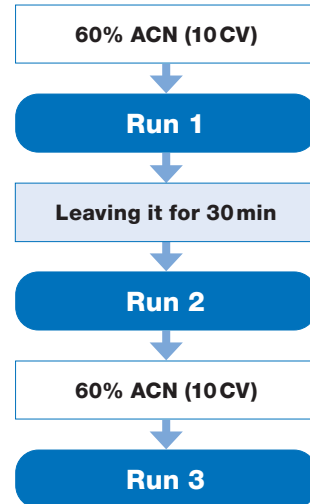 60% ACN (10 CV)
Run 1
Leaving it for 30 min
Run 2
60% ACN (10 CV)
Run 3